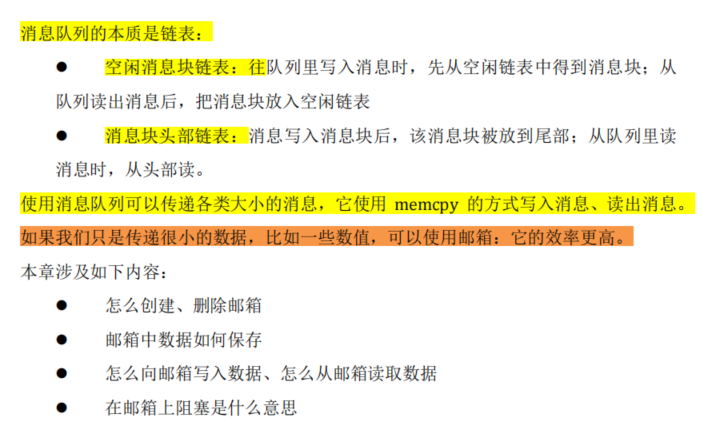 消息队列的本质是链表：
● 空闲消息块链表：往队列里写入消息时，先从空闲链表中得到消息块；从
队列读出消息后，把消息块放入空闲链表
● 消息块头部链表：消息写入消息块后，该消息块被放到尾部；从队列里读
消息时，从头部读。
使用消息队列可以传递各类大小的消息，它使用 memcpy 的方式写入消息、读出消息。
如果我们只是传递很小的数据，比如一些数值，可以使用邮箱：它的效率更高。
本章涉及如下内容：
● 怎么创建、删除邮箱
● 邮箱中数据如何保存
● 怎么向邮箱写入数据、怎么从邮箱读取数据
● 在邮箱上阻塞是什么意思